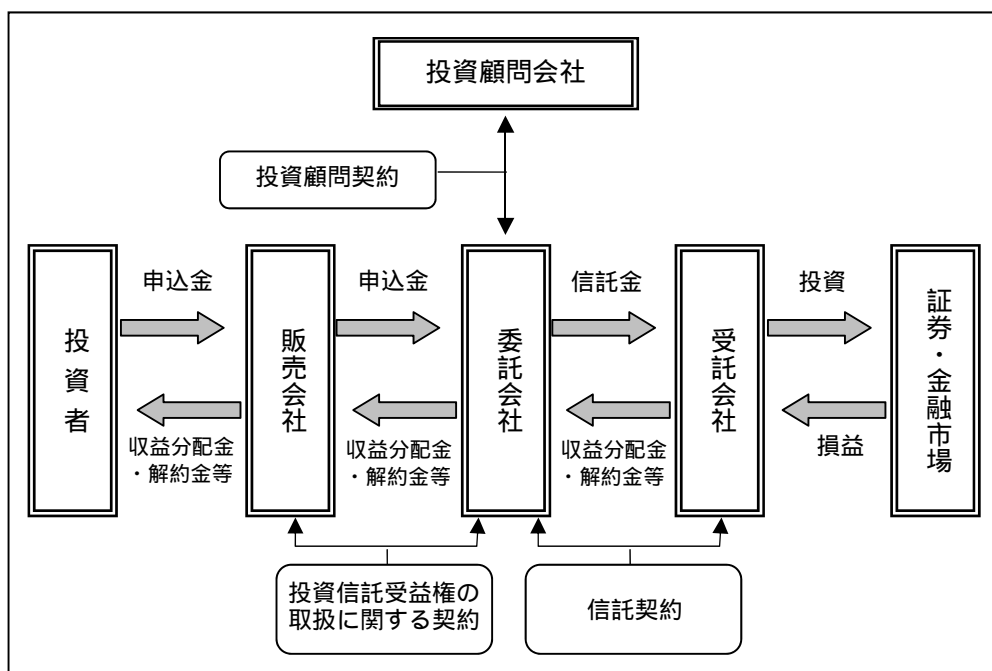 投資顧問会社
投資顧問契約
投資者
申込金
収益分配金
・解約金等
販売会社
申込金
収益分配金
・解約金等
委託会社
信託金
収益分配金
・解約金等
受託会社
投資
損益
証券・金融市場
投資信託受益権の
取扱に関する契約
信託契約